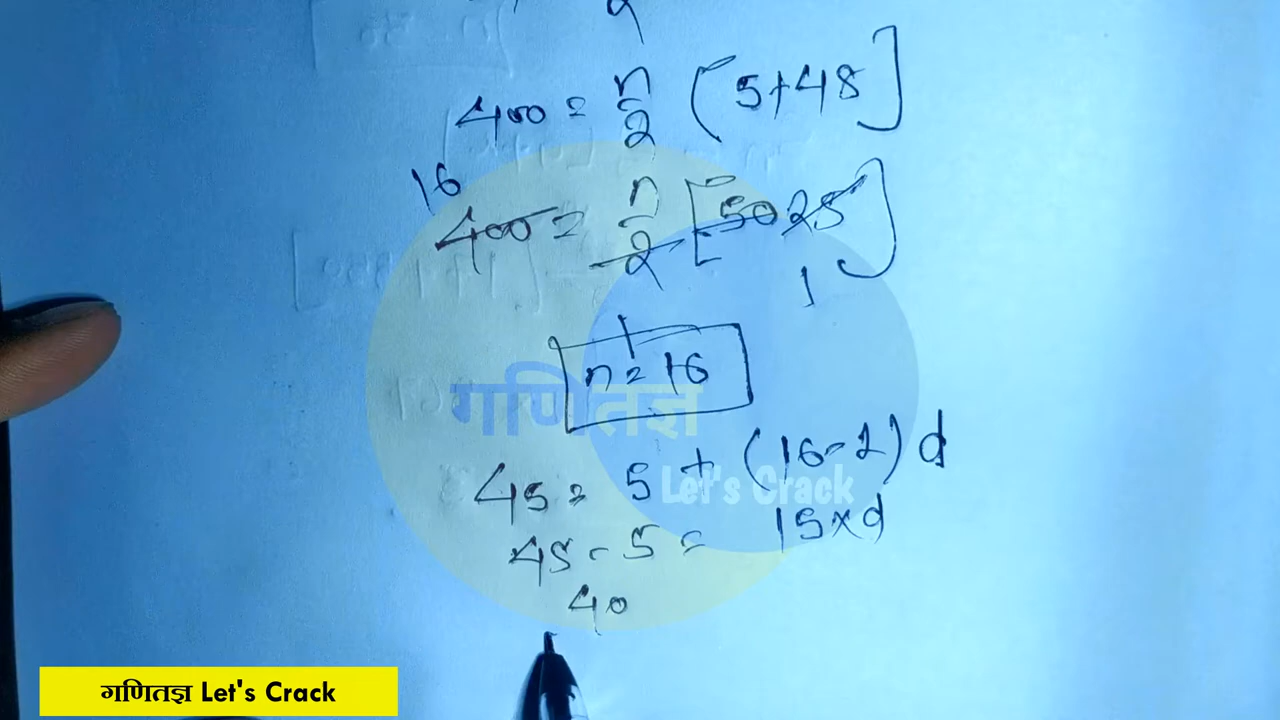 400 = n/2 [5+48]
16
400 = n/2 [50 25]
1
n = 16
45 = 5 + (16-1) d
45 - 5 = 15 x d
40
गणितज्ञ
Let's Crack
गणितज्ञ Let's Crack